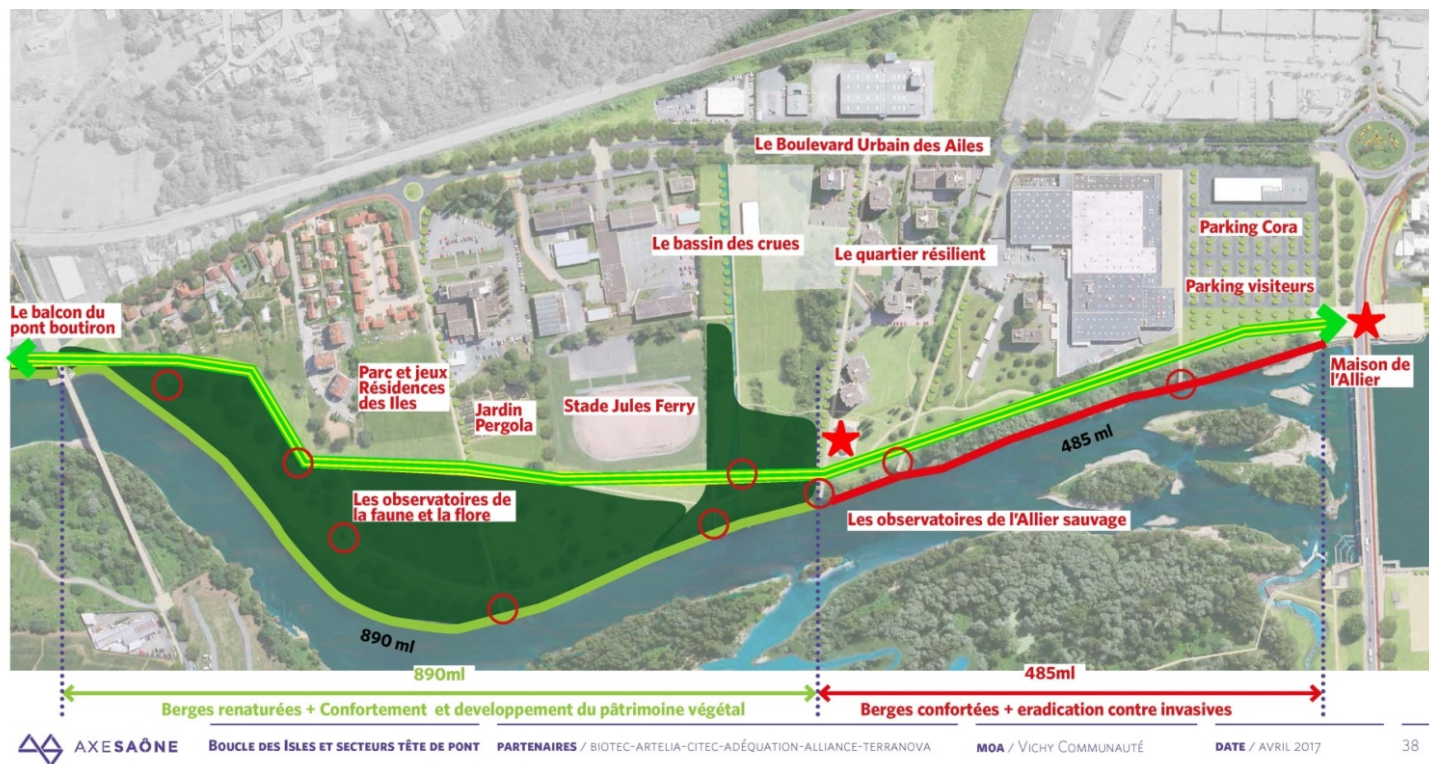 Le Boulevard Urbain des Ailes
Le bassin des crues
Le quartier résilient
Parking Cora
Parking visiteurs
Le balcon du
pont boutiron
Parc et jeux
Résidences
des Iles
Jardin
Pergola
Stade Jules Ferry
Maison de
l'Allier
Les observatoires de
la faune et la flore
Les observatoires de l'Allier sauvage
485 ml
890 ml
890ml
485ml
Berges renaturées + Confortement et developpement du pâtrimoine végétal
Berges confortées + eradication contre invasives
AXESAÔNE
BOUCLE DES ISLES ET SECTEURS TÊTE DE PONT
PARTENAIRES / BIOTEC-ARTELIA-CITEC-ADÉQUATION-ALLIANCE-TERRANOVA
MOA / VICHY COMMUNAUTÉ
DATE / AVRIL 2017
38